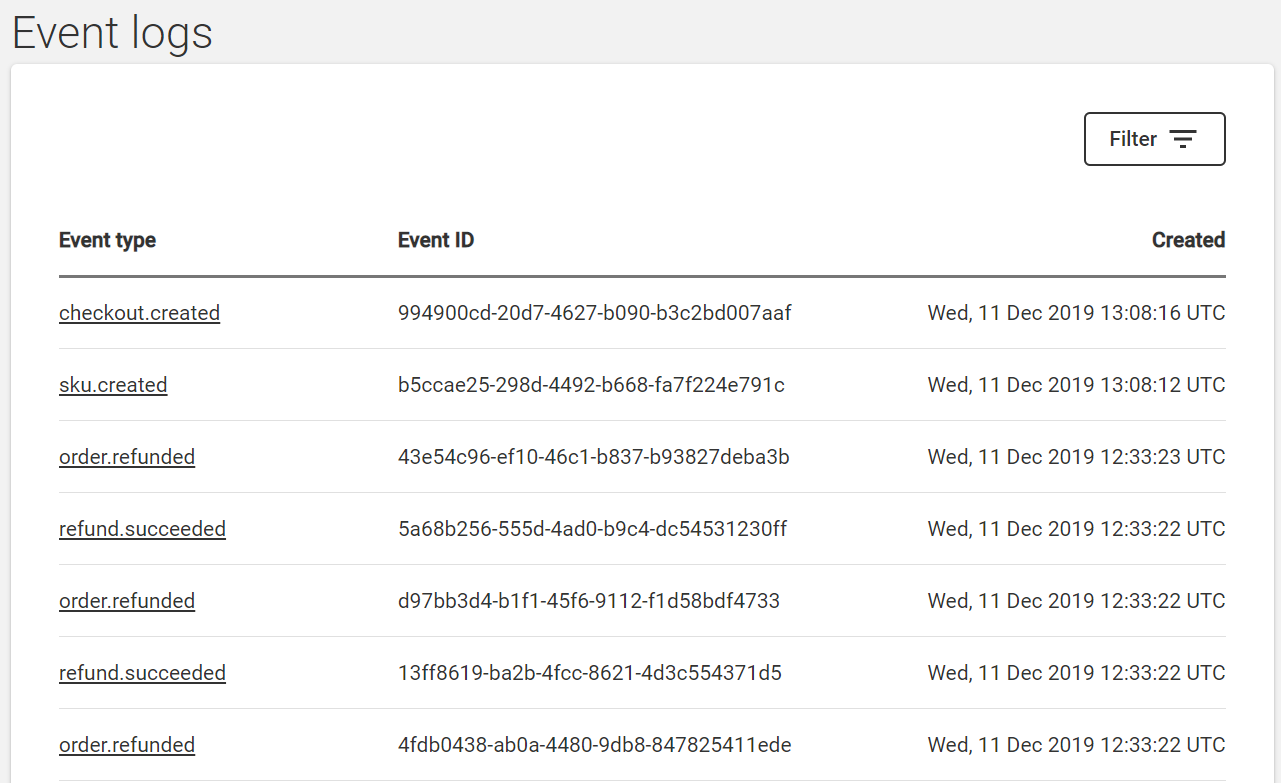 Event logs
Filter
Event type Event ID Created
checkout.created 994900cd-20d7-4627-b090-b3c2bd007aaf Wed, 11 Dec 2019 13:08:16 UTC
sku.created b5ccae25-298d-4492-b668-fa7f224e791c Wed, 11 Dec 2019 13:08:12 UTC
order.refunded 43e54c96-ef10-46c1-b837-b93827deba3b Wed, 11 Dec 2019 12:33:23 UTC
refund.succeeded 5a68b256-555d-4ad0-b9c4-dc54531230ff Wed, 11 Dec 2019 12:33:22 UTC
order.refunded d97bb3d4-b1f1-45f6-9112-f1d58bdf4733 Wed, 11 Dec 2019 12:33:22 UTC
refund.succeeded 13ff8619-ba2b-4fcc-8621-4d3c554371d5 Wed, 11 Dec 2019 12:33:22 UTC
order.refunded 4fdb0438-ab0a-4480-9db8-847825411ede Wed, 11 Dec 2019 12:33:22 UTC